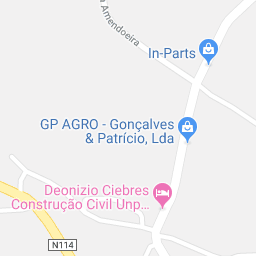 a Amendoeira
In-Parts
GP AGRO - Gonçalves
& Patrício, Lda
Deonizio Ciebres
Construção Civil Unp...
N114